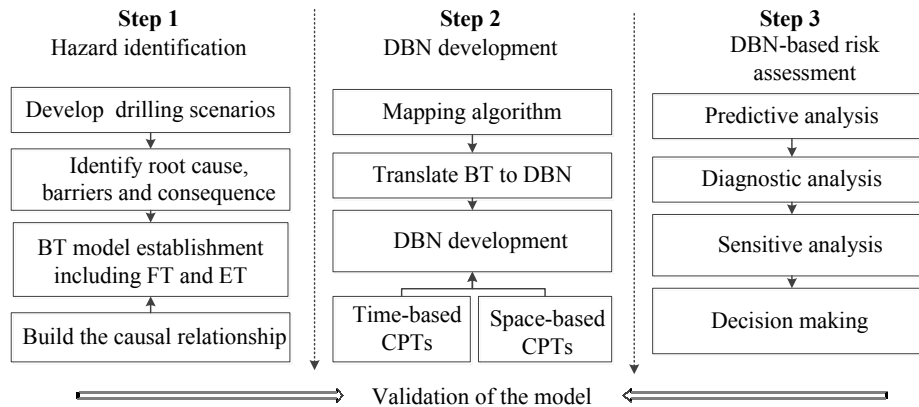 Step 1
Hazard identification
Develop drilling scenarios
Identify root cause,
barriers and consequence
BT model establishment
including FT and ET
Build the causal relationship
Step 2
DBN development
Mapping algorithm
Translate BT to DBN
DBN development
Time-based
CPTs
Space-based
CPTs
Step 3
DBN-based risk
assessment
Predictive analysis
Diagnostic analysis
Sensitive analysis
Decision making
Validation of the model